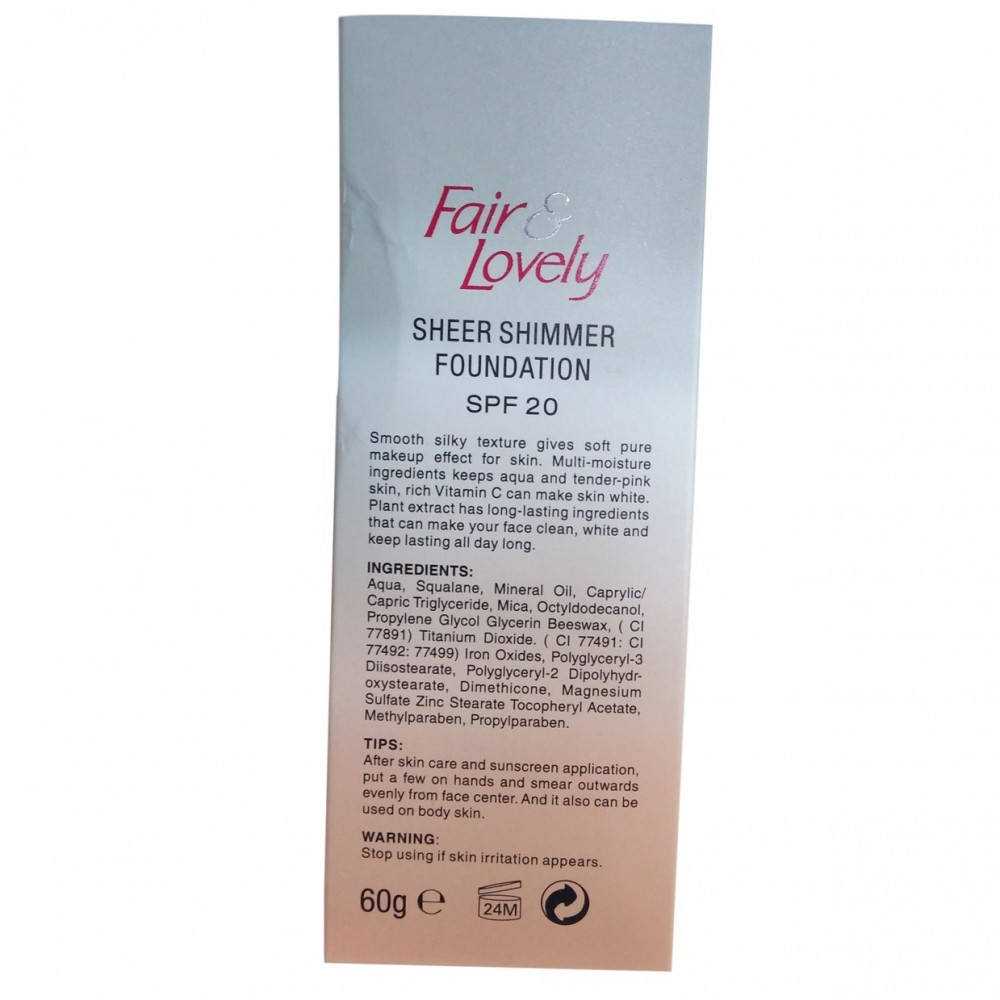 Fair &
Lovely
SHEER SHIMMER
FOUNDATION
SPF 20
Smooth silky texture gives soft pure
makeup effect for skin. Multi-moisture
ingredients keeps aqua and tender-pink
skin, rich Vitamin C can make skin white.
Plant extract has long-lasting ingredients
that can make your face clean, white and
keep lasting all day long.
INGREDIENTS:
Aqua, Squalane, Mineral Oil, Caprylic/
Capric Triglyceride, Mica, Octyldodecanol,
Propylene Glycol Glycerin Beeswax, ( CI
77891) Titanium Dioxide. ( CI 77491: CI
77492: 77499) Iron Oxides, Polyglyceryl-3
Diisostearate, Polyglyceryl-2 Dipolyhydr-
oxystearate, Dimethicone, Magnesium
Sulfate Zinc Stearate Tocopheryl Acetate,
Methylparaben, Propylparaben.
TIPS:
After skin care and sunscreen application,
put a few on hands and smear outwards
evenly from face center. And it also can be
used on body skin.
WARNING:
Stop using if skin irritation appears.
60g ℮ 24M